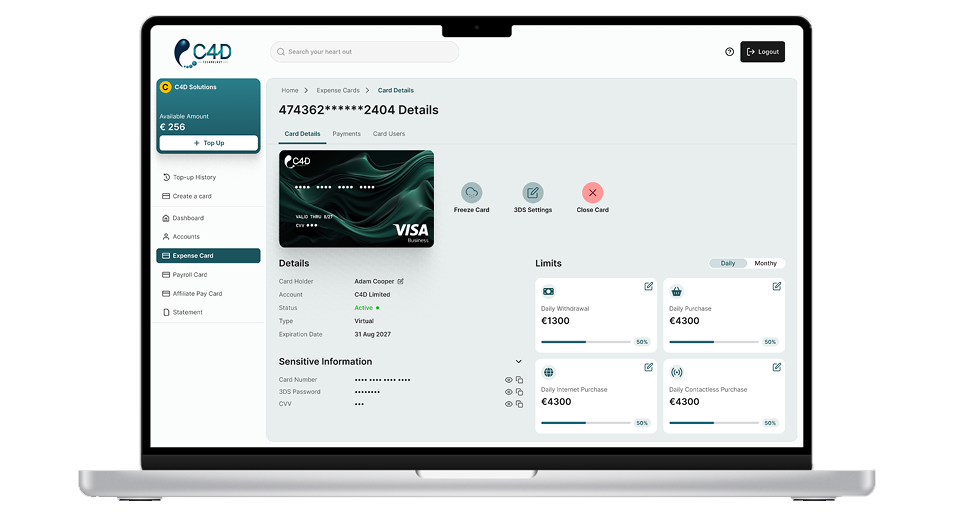 C4D
TECHNOLOGY
Search your heart out
Logout
C C4D Solutions
Available Amount
€ 256
+ Top Up
Top-up History
Create a card
Dashboard
Accounts
Expense Card
Payroll Card
Affiliate Pay Card
Statement
Home > Expense Cards > Card Details
474362******2404 Details
Card Details Payments Card Users
C4D
•••• •••• •••• ••••
VALID THRU 8/27
CVV •••
VISA
Business
Freeze Card
3DS Settings
Close Card
Details
Card Holder Adam Cooper
Account C4D Limited
Status Active
Type Virtual
Expiration Date 31 Aug 2027
Sensitive Information
Card Number •••• •••• •••• ••••
3DS Password ••••••••
CVV •••
Limits
Daily Monthy
Daily Withdrawal
€1300
50%
Daily Purchase
€4300
50%
Daily Internet Purchase
€4300
50%
Daily Contactless Purchase
€4300
50%